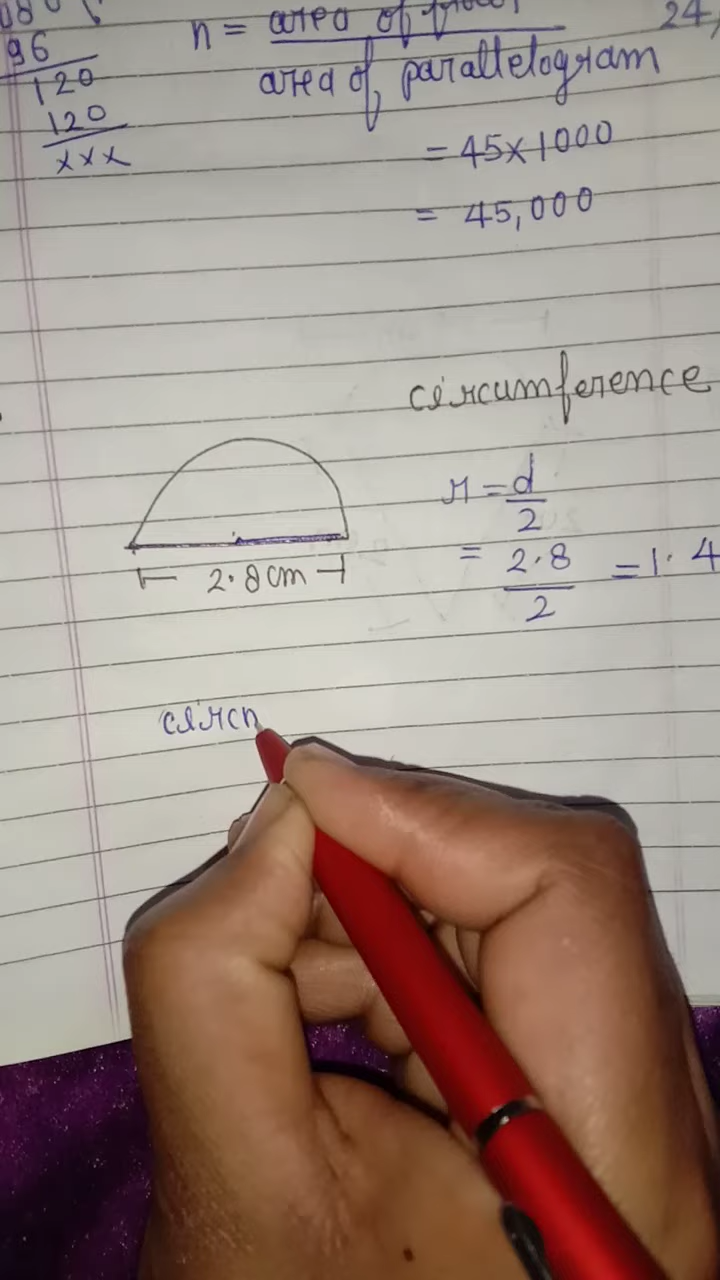 96
120
120
xxx
n = area of
area of parallelogram
24,
= 45x1000
= 45,000
circumference
r = d/2
= 2.8/2 = 1.4
2.8cm
circ